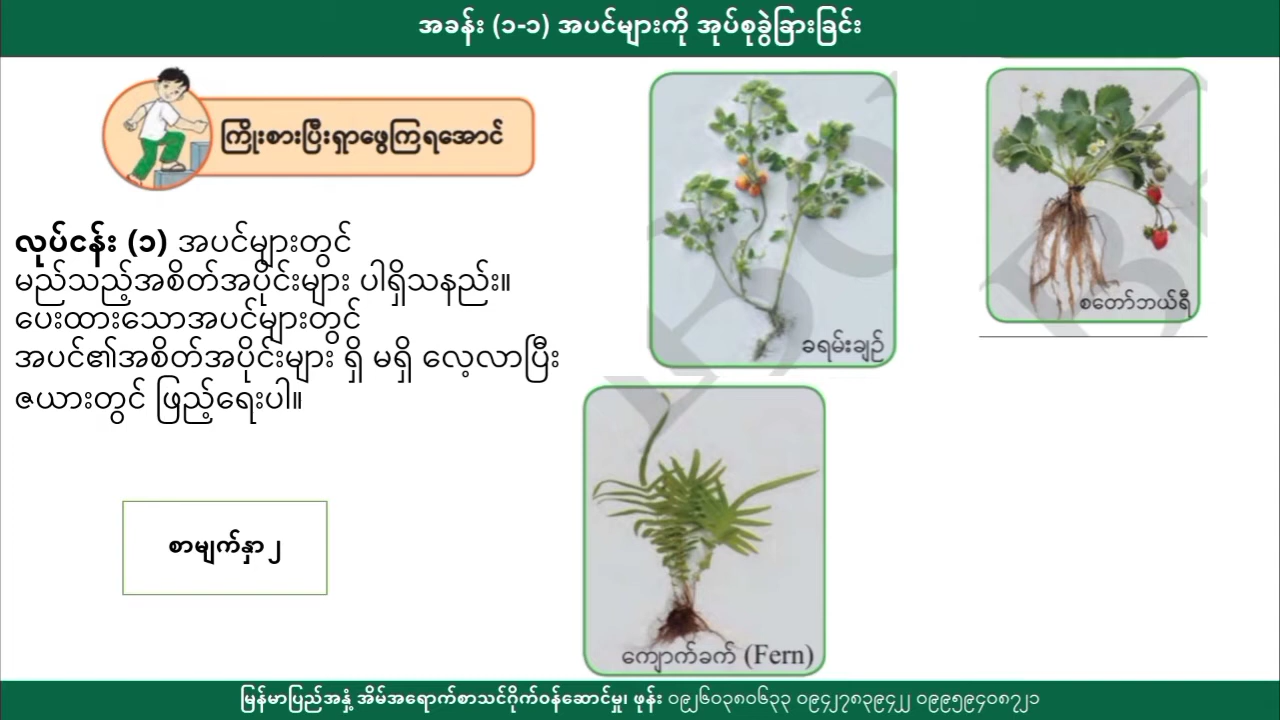 အခန်း (၁-၁) အပင်များကို အုပ်စုခွဲခြားခြင်း
ကြိုးစားပြီးရှာဖွေကြရအောင်
လုပ်ငန်း (၁) အပင်များတွင်
မည်သည့်အစိတ်အပိုင်းများ ပါရှိသနည်း။
ပေးထားသောအပင်များတွင်
အပင်၏အစိတ်အပိုင်းများ ရှိ မရှိ လေ့လာပြီး
ဇယားတွင် ဖြည့်ရေးပါ။
စာမျက်နှာ ၂
ခရမ်းချဉ်
စတော်ဘယ်ရီ
ကျောက်ခက် (Fern)
မြန်မာပြည်အနှံ့ အိမ်အရောက်စာသင်ဂိုက်ဝန်ဆောင်မှု၊ ဖုန်း ၀၉၂၆၀၃၈၀၆၃၃ ၀၉၄၂၇၈၃၉၄၂၂ ၀၉၉၅၉၄၀၈၇၂၁